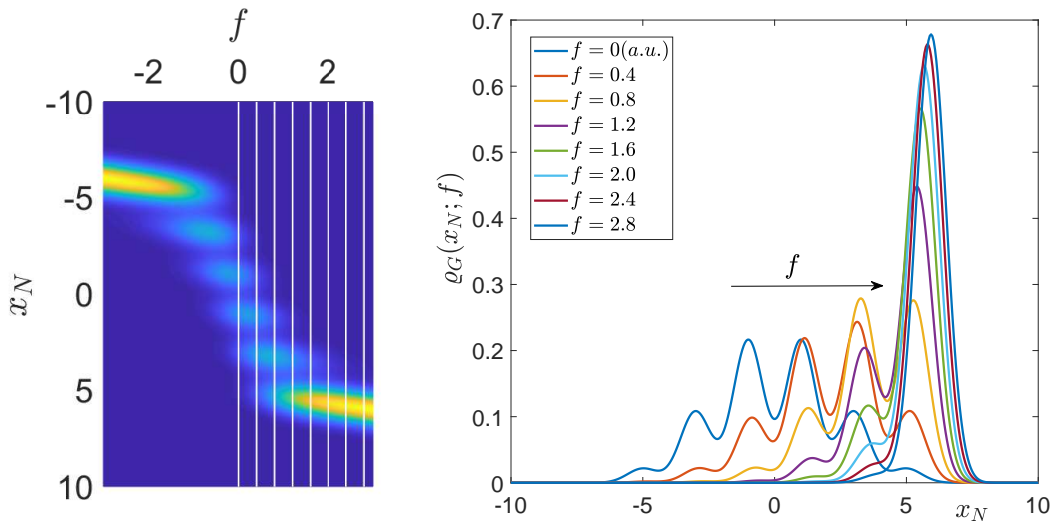 f
-2 0 2
-10
-5
0
5
10
x_N
0.7
0.6
0.5
0.4
0.3
0.2
0.1
0
ϱ_G(x_N; f)
f = 0(a.u.)
f = 0.4
f = 0.8
f = 1.2
f = 1.6
f = 2.0
f = 2.4
f = 2.8
f
-10 -5 0 5 10
x_N